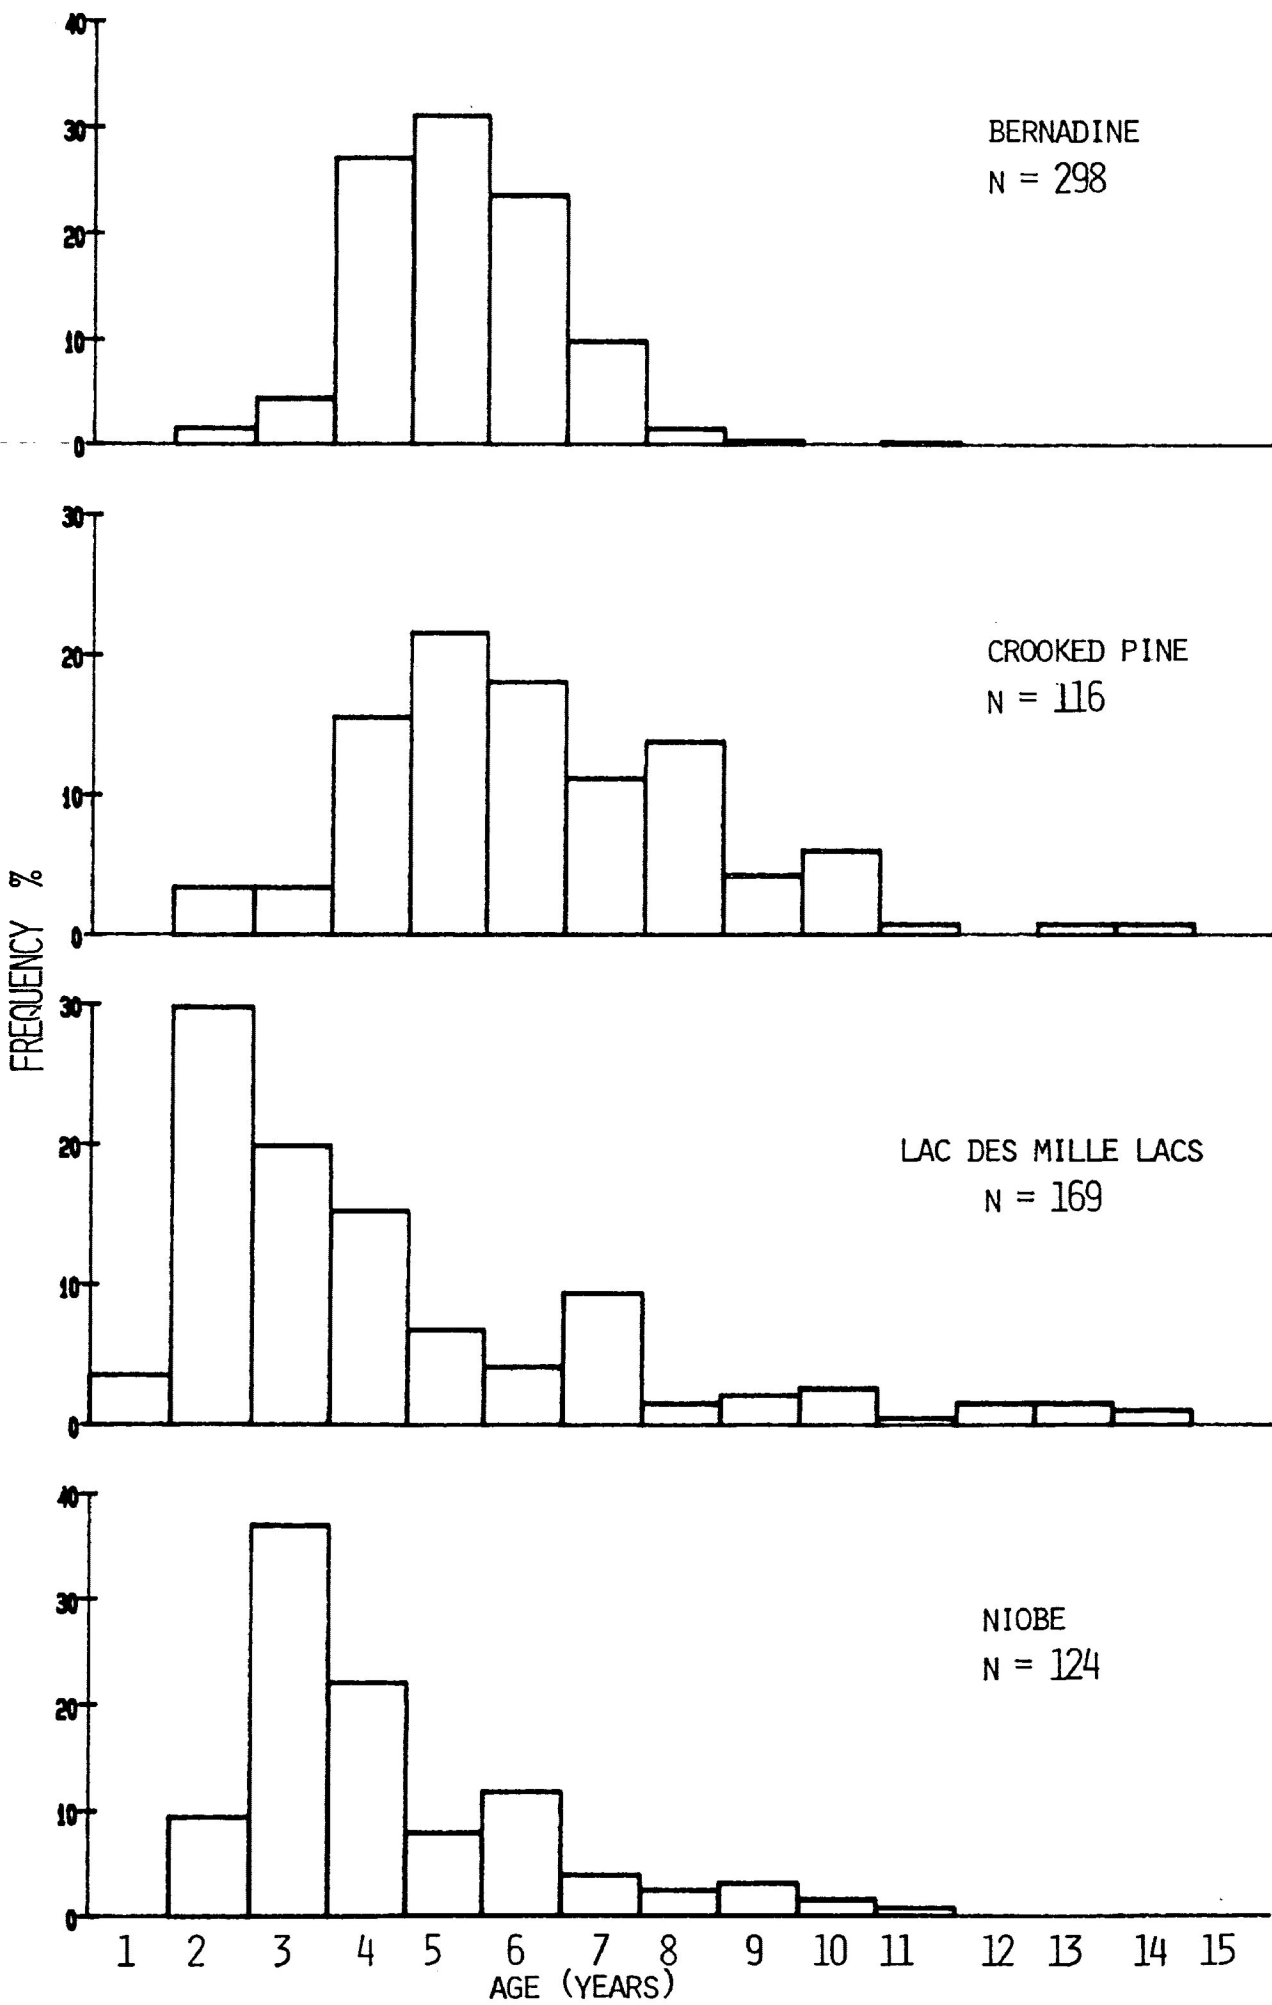 40
30
20
10
0
BERNADINE
N = 298
30
20
10
0
CROOKED PINE
N = 116
FREQUENCY %
30
20
10
0
LAC DES MILLE LACS
N = 169
40
30
20
10
0
NIOBE
N = 124
1 2 3 4 5 6 7 8 9 10 11 12 13 14 15
AGE (YEARS)